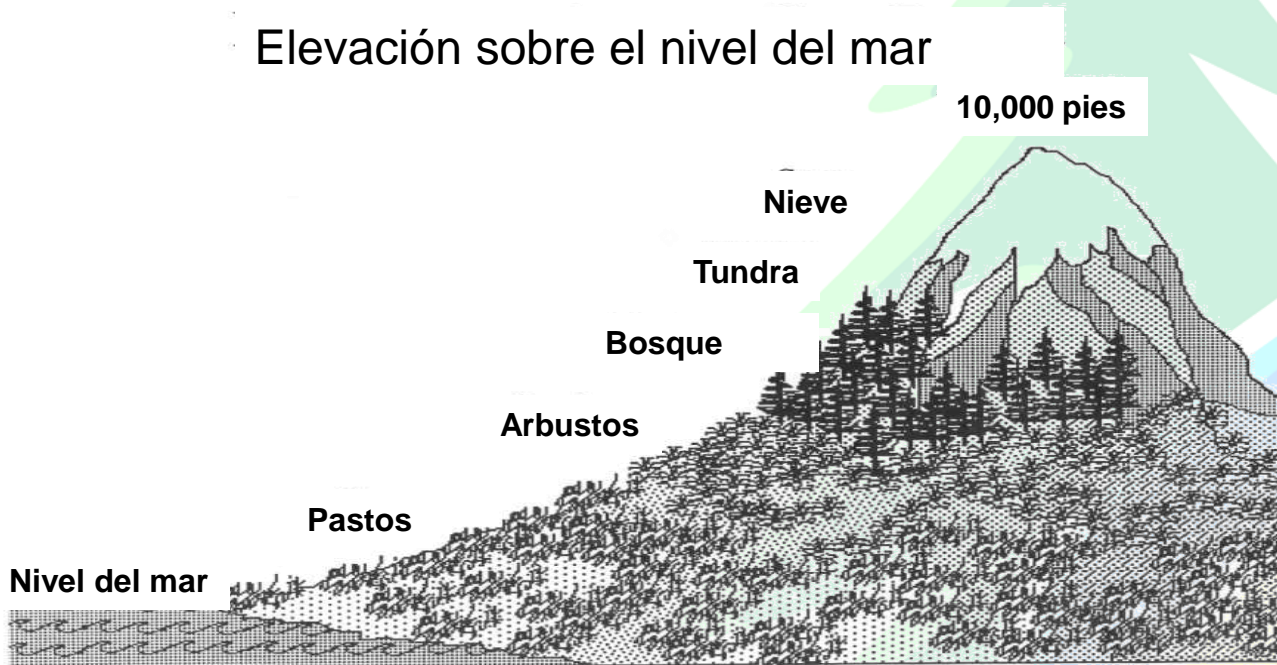 Elevación sobre el nivel del mar
10,000 pies
Nieve
Tundra
Bosque
Arbustos
Pastos
Nivel del mar